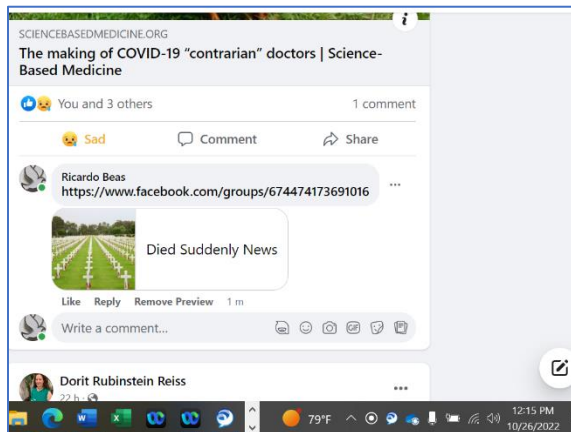 i
SCIENCEBASEDMEDICINE.ORG
The making of COVID-19 “contrarian” doctors | Science-
Based Medicine
You and 3 others 1 comment
Sad Comment Share
Ricardo Beas
https://www.facebook.com/groups/674474173691016
Died Suddenly News
Like Reply Remove Preview 1 m
Write a comment... GIF
Dorit Rubinstein Reiss
22 h
79°F 12:15 PM
10/26/2022